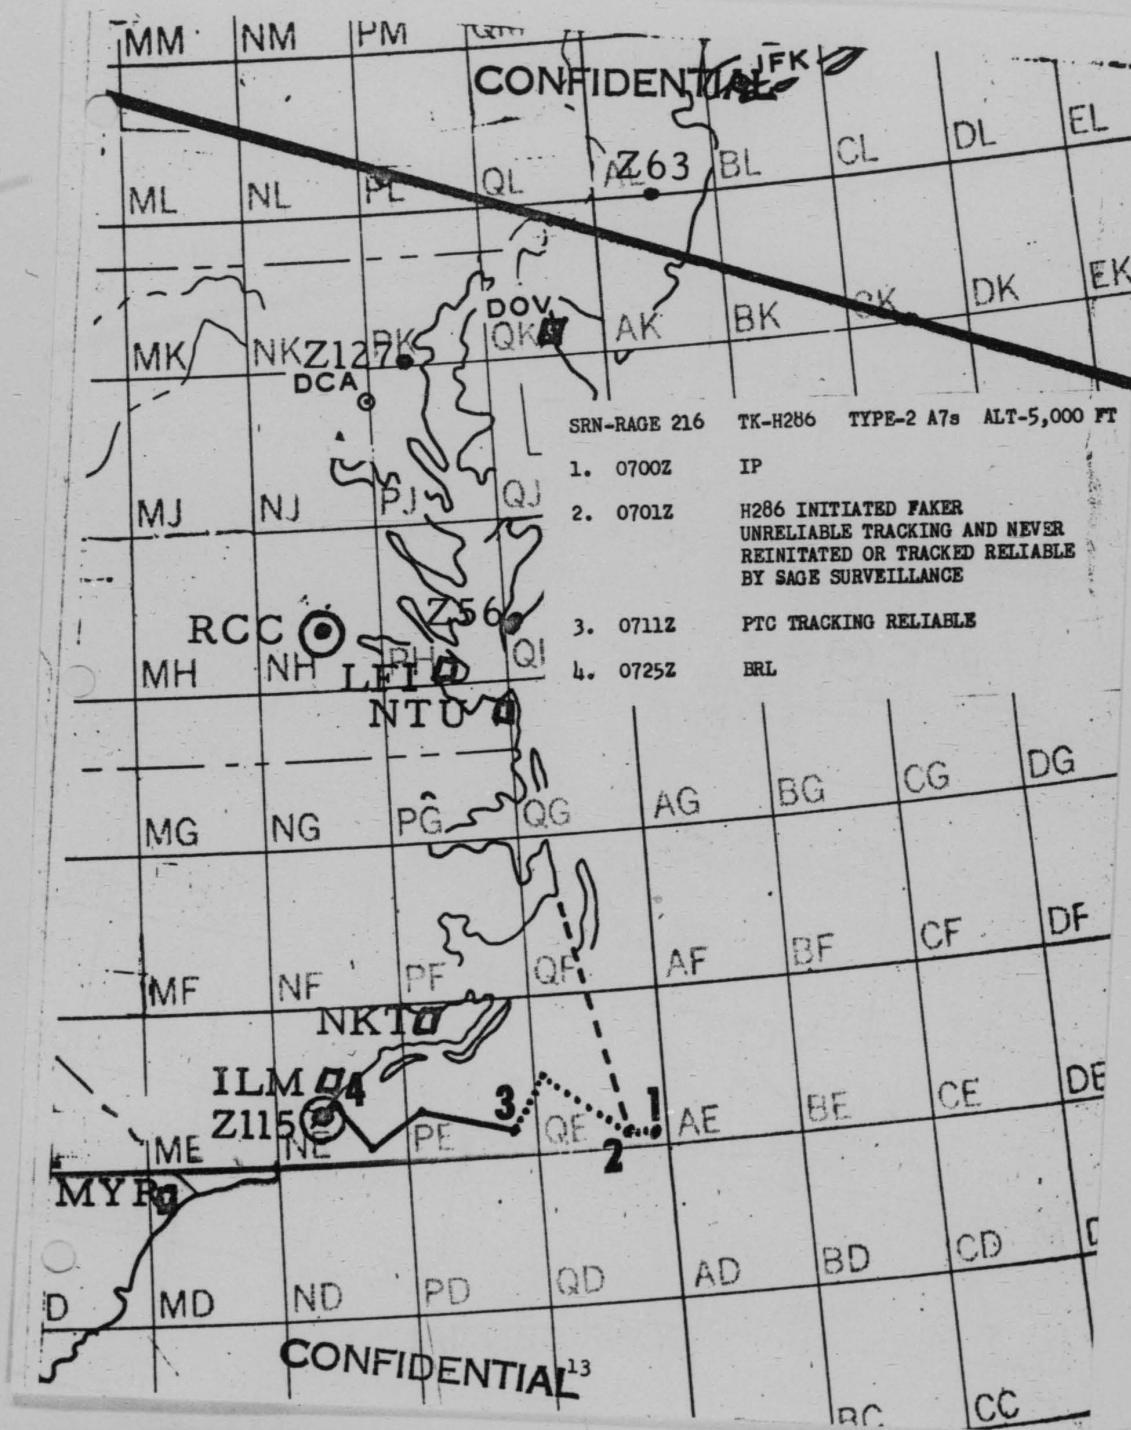 MM NM PM
CONFIDENTIAL
JFK
ML NL PL QL AL Z63 BL CL DL EL
DOV
MK NK Z127 PK QK AK BK CK DK EK
DCA
SRN-RAGE 216 TK-H286 TYPE-2 A7s ALT-5,000 FT
1. 0700Z IP
MJ NJ PJ QJ
2. 0701Z H286 INITIATED FAKER
UNRELIABLE TRACKING AND NEVER
REINITATED OR TRACKED RELIABLE
BY SAGE SURVEILLANCE
RCC Z56
3. 0711Z PTC TRACKING RELIABLE
MH NH PH
LFI
4. 0725Z BRL
NTU
MG NG PG QG AG BG CG DG
MF NF PF QF AF BF CF DF
NKT
ILM 4 3 1
Z115
ME NE PE QE 2 AE BE CE DE
MYR
D MD ND PD QD AD BD CD
CONFIDENTIAL
13
BC CC